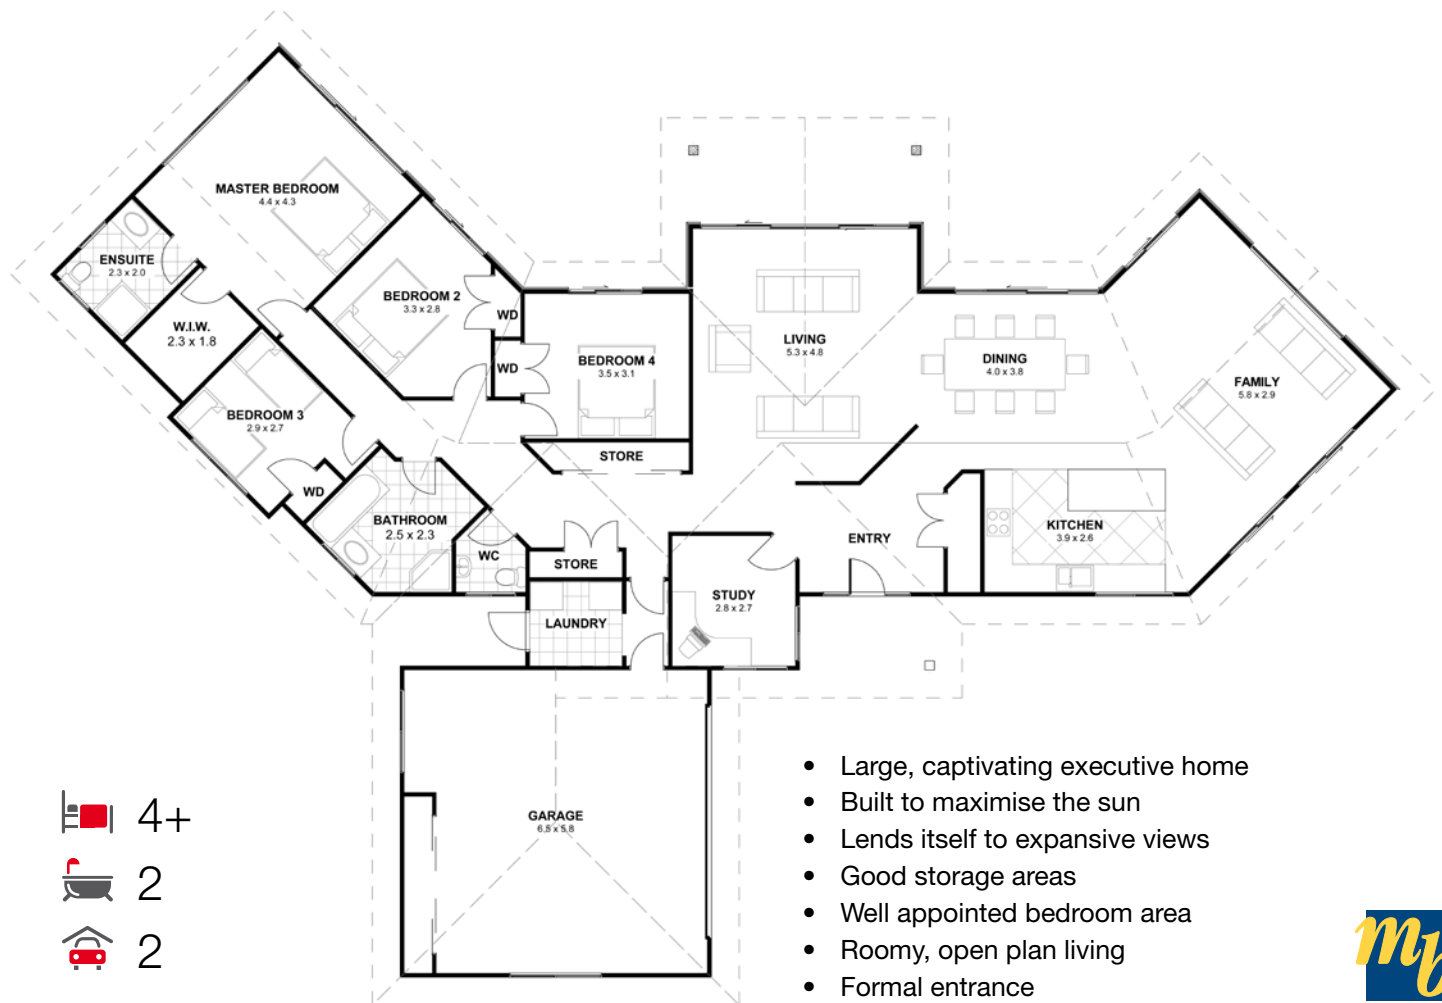 MASTER BEDROOM
4.4 x 4.3
ENSUITE
2.3 x 2.0
W.I.W.
2.3 x 1.8
BEDROOM 2
3.3 x 2.8
WD
WD
BEDROOM 4
3.5 x 3.1
BEDROOM 3
2.9 x 2.7
WD
STORE
BATHROOM
2.5 x 2.3
WC
STORE
LAUNDRY
LIVING
5.3 x 4.8
DINING
4.0 x 3.8
FAMILY
5.8 x 2.9
KITCHEN
3.9 x 2.6
ENTRY
STUDY
2.8 x 2.7
GARAGE
6.5 x 5.8
4+
2
2
• Large, captivating executive home
• Built to maximise the sun
• Lends itself to expansive views
• Good storage areas
• Well appointed bedroom area
• Roomy, open plan living
• Formal entrance
mb